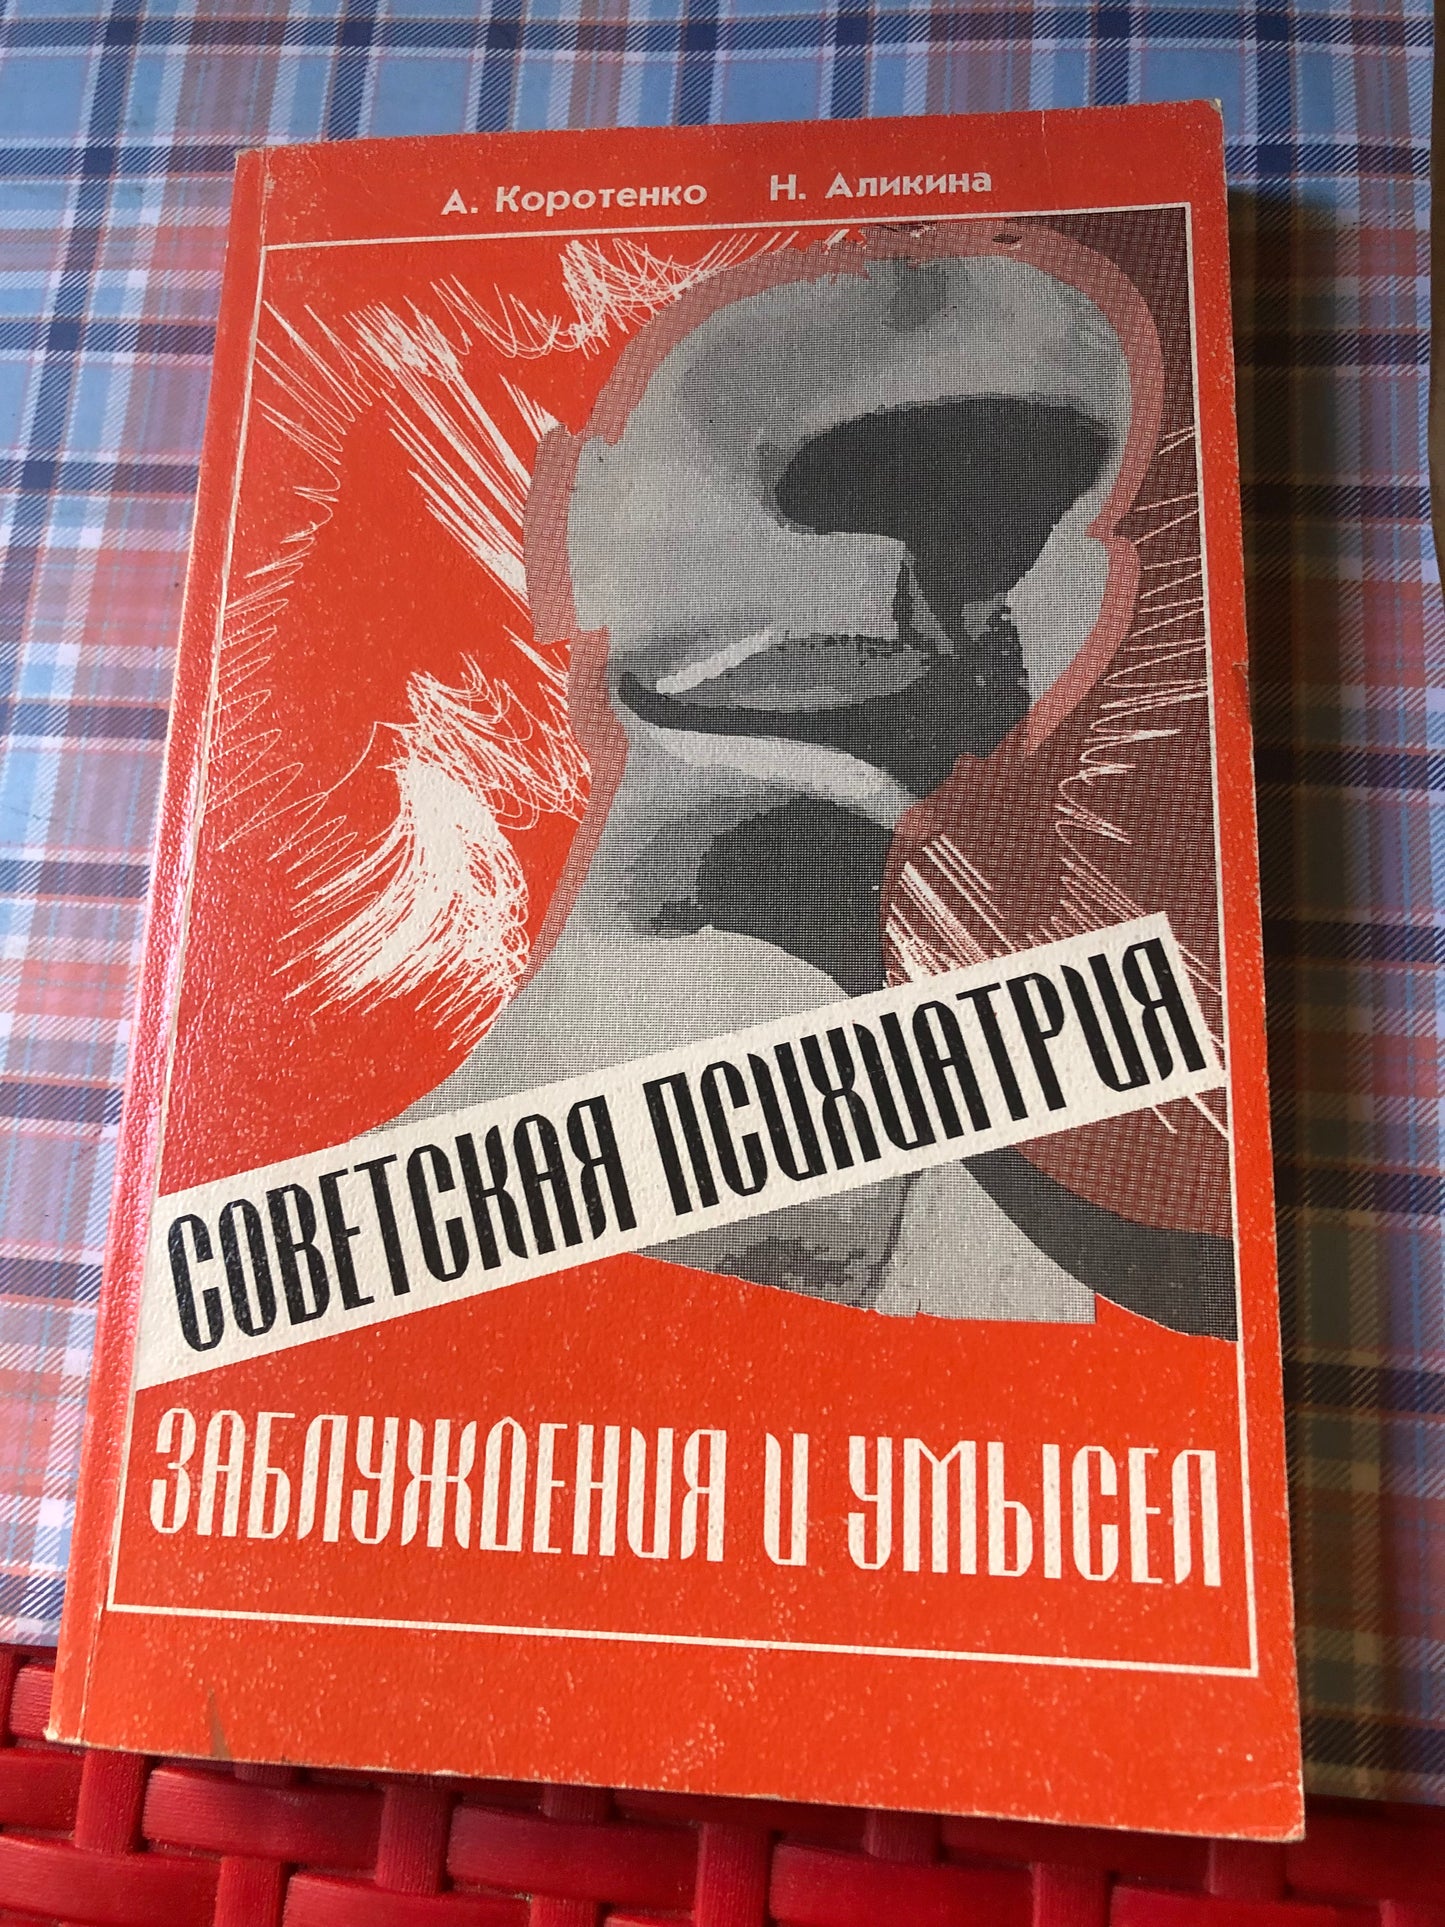 А. Коротенко Н. Аликина
СОВЕТСКАЯ ПСИХИАТРИЯ
ЗАБЛУЖДЕНИЯ И УМЫСЕЛ